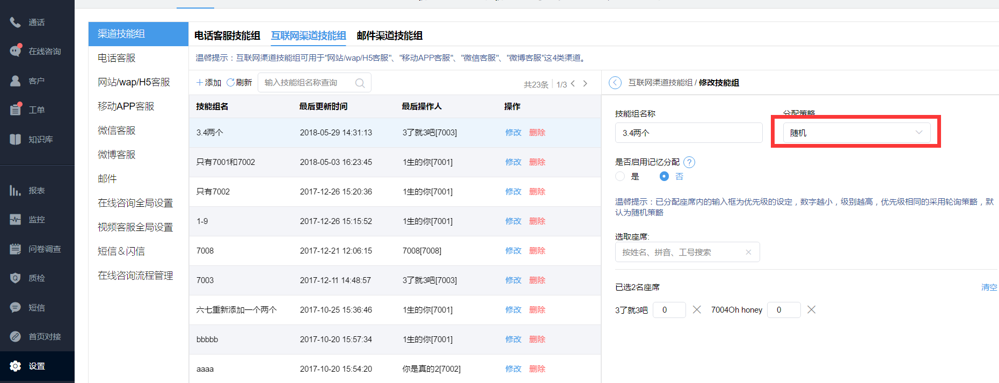 通话
在线咨询
客户
工单
知识库
报表
监控
问卷调查
质检
短信
首页对接
设置
渠道技能组
电话客服
网站/wap/H5客服
移动APP客服
微信客服
微博客服
邮件
在线咨询全局设置
视频客服全局设置
短信&闪信
在线咨询流程管理
电话客服技能组 互联网渠道技能组 邮件渠道技能组
温馨提示：互联网渠道技能组可用于"网站/wap/H5客服"、"移动APP客服"、"微信客服"、"微博客服"这4类渠道。
添加 刷新 输入技能组名称查询 共23条 1/3
技能组名 最后更新时间 最后操作人 操作
3.4两个 2018-05-29 14:31:13 3了就3吧[7003] 修改 删除
只有7001和7002 2018-05-03 16:23:45 1生的你[7001] 修改 删除
只有7002 2017-12-26 15:20:36 1生的你[7001] 修改 删除
1-9 2017-12-26 15:15:52 1生的你[7001] 修改 删除
7008 2017-12-21 12:06:15 7008[7008] 修改 删除
7003 2017-12-11 14:48:57 3了就3吧[7003] 修改 删除
六七重新添加一个两个 2017-10-25 15:36:46 1生的你[7001] 修改 删除
bbbbb 2017-10-20 15:57:34 1生的你[7001] 修改 删除
aaaa 2017-10-20 15:54:20 你是真的2[7002] 修改 删除
互联网渠道技能组 / 修改技能组
技能组名称 分配策略
3.4两个 随机
是否启用记忆分配 ?
是 否
温馨提示：已分配座席内的输入框为优先级的设定，数字越小，级别越高，优先级相同的采用轮询策略，默
认为随机策略
选取座席:
按姓名、拼音、工号搜索
已选2名座席 清空
3了就3吧 0 7004Oh honey 0